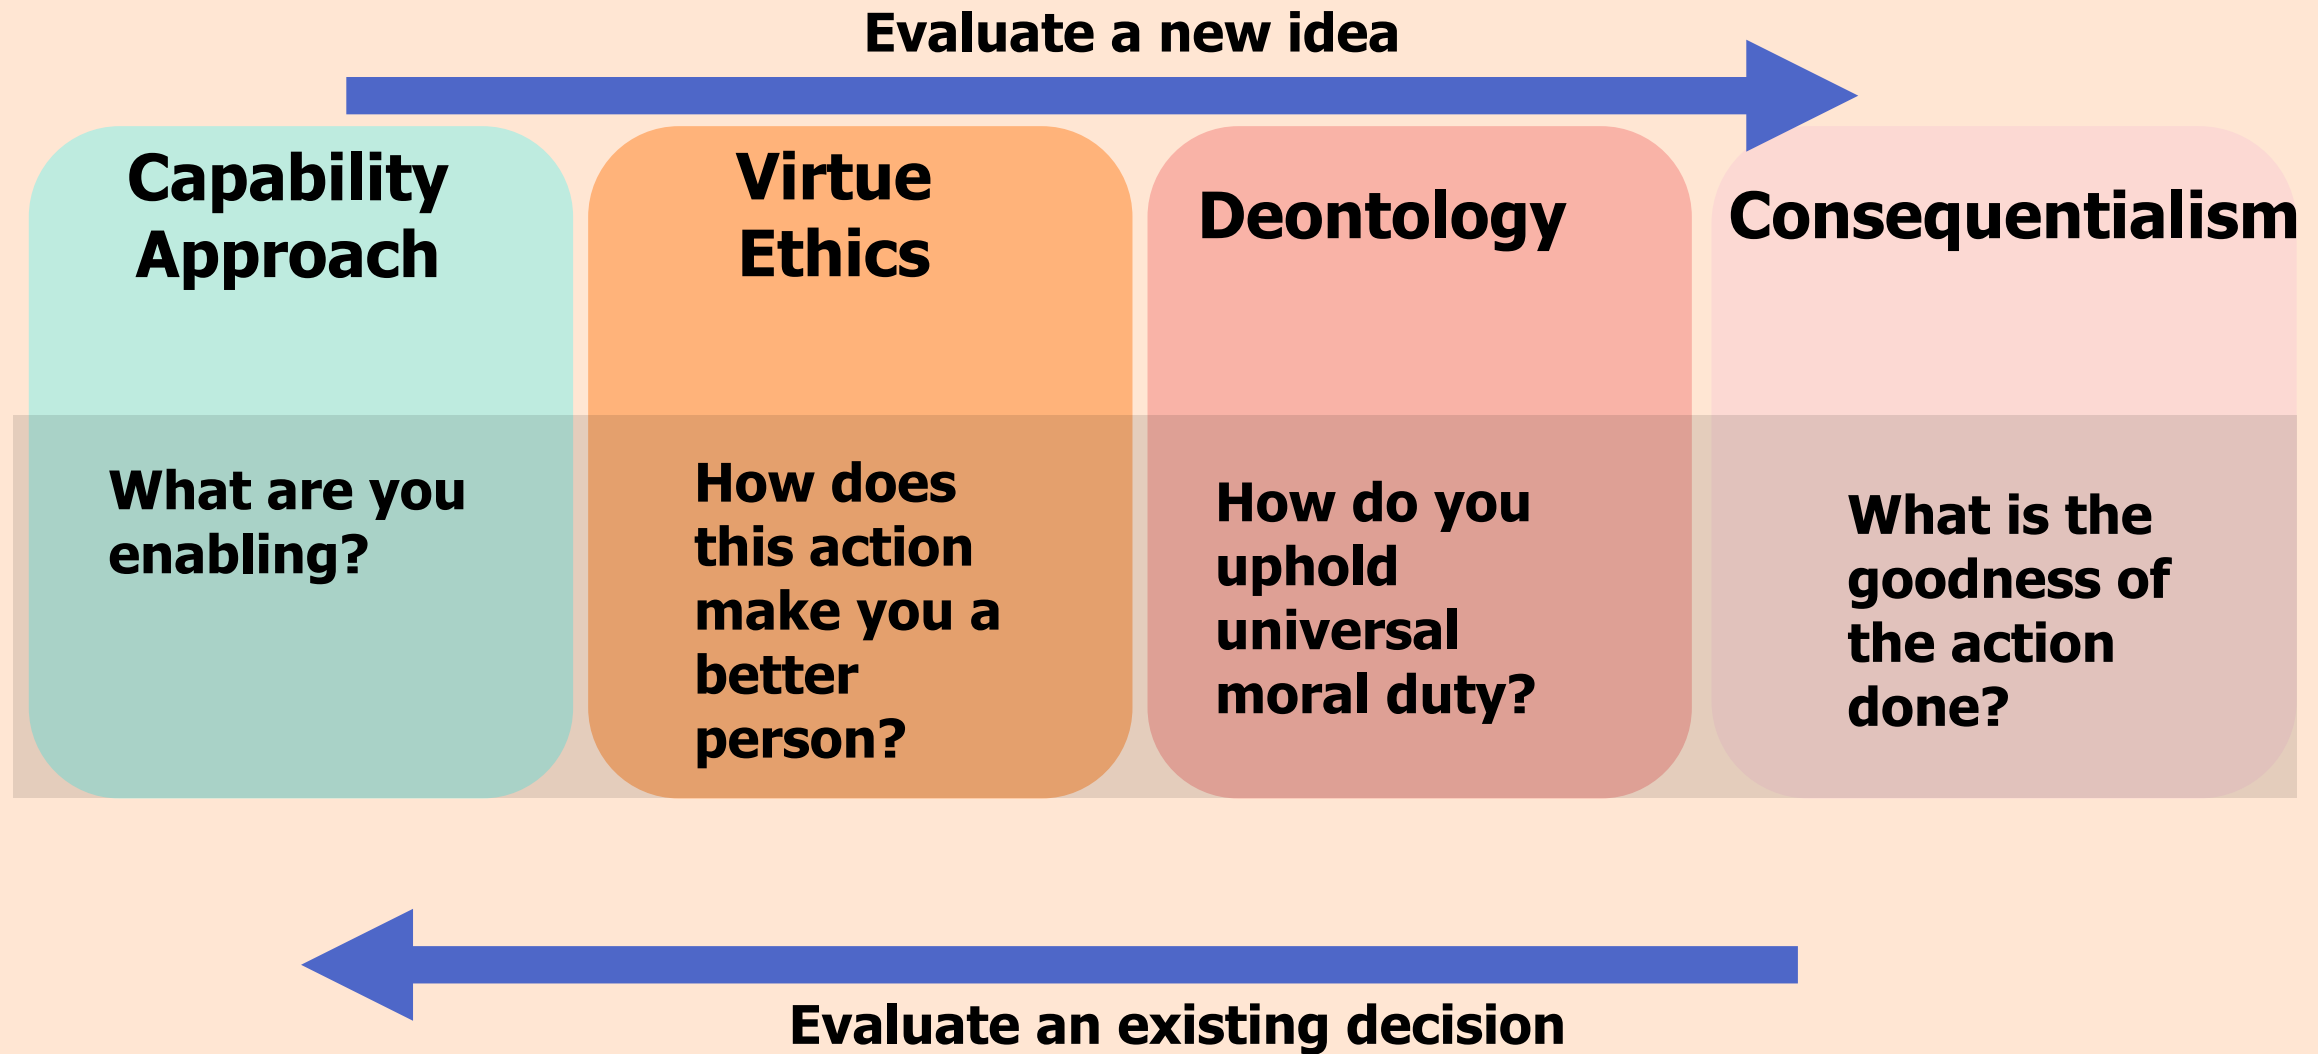 Evaluate a new idea
Capability
Approach
Virtue
Ethics
Deontology
Consequentialism
What are you
enabling?
How does
this action
make you a
better
person?
How do you
uphold
universal
moral duty?
What is the
goodness of
the action
done?
Evaluate an existing decision